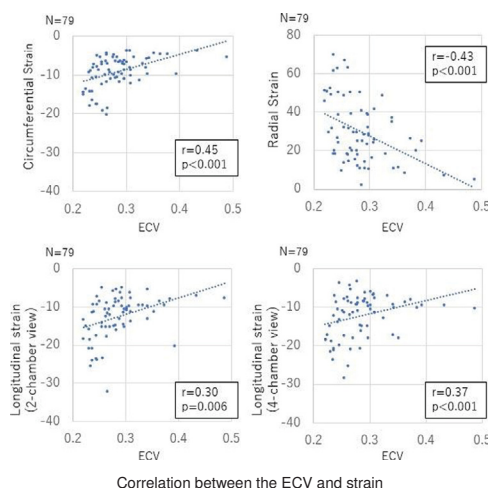 N=79
Circumferential Strain
0
-10
-20
-30
-40
r=0.45
p<0.001
0.2 0.3 0.4 0.5
ECV
N=79
Radial Strain
80
60
40
20
0
r=-0.43
p<0.001
0.2 0.3 0.4 0.5
ECV
N=79
Longitudinal strain
(2-chamber view)
0
-10
-20
-30
-40
r=0.30
p=0.006
0.2 0.3 0.4 0.5
ECV
N=79
Longitudinal strain
(4-chamber view)
0
-10
-20
-30
-40
r=0.37
p<0.001
0.2 0.3 0.4 0.5
ECV
Correlation between the ECV and strain